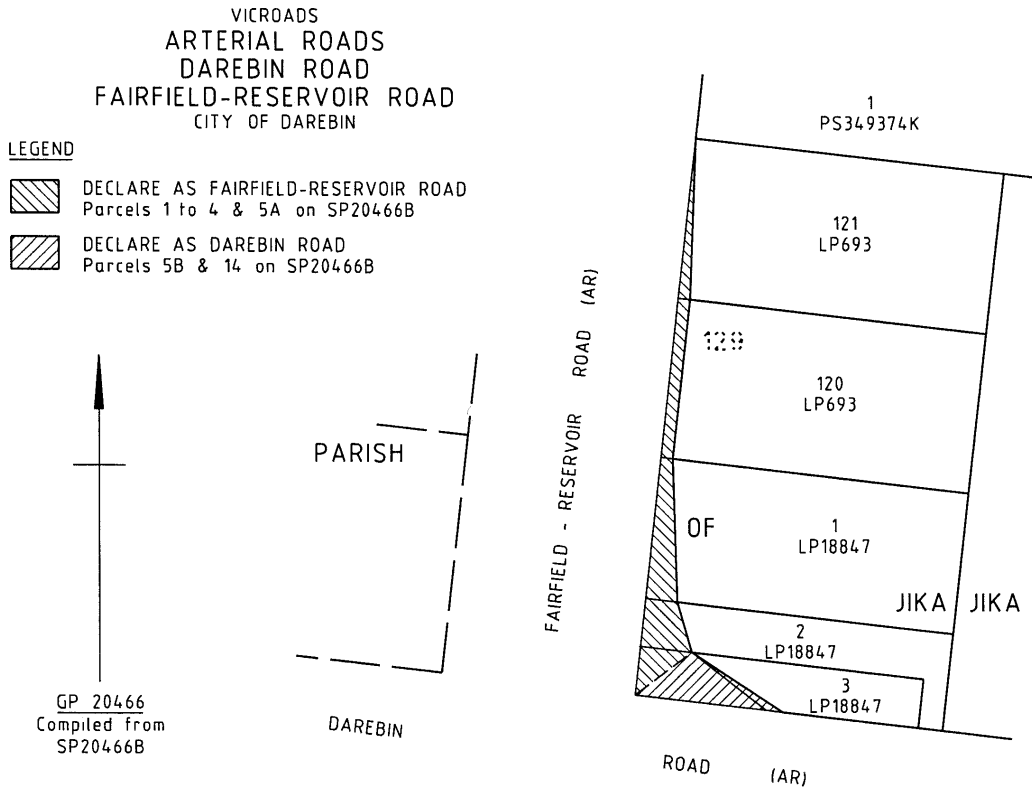 VICROADS
ARTERIAL ROADS
DAREBIN ROAD
FAIRFIELD-RESERVOIR ROAD
CITY OF DAREBIN
LEGEND
DECLARE AS FAIRFIELD-RESERVOIR ROAD
Parcels 1 to 4 & 5A on SP20466B
DECLARE AS DAREBIN ROAD
Parcels 5B & 14 on SP20466B
1
PS349374K
121
LP693
129
120
LP693
FAIRFIELD - RESERVOIR ROAD (AR)
PARISH
OF
1
LP18847
JIKA JIKA
2
LP18847
3
LP18847
GP 20466
Compiled from
SP20466B
DAREBIN
ROAD (AR)